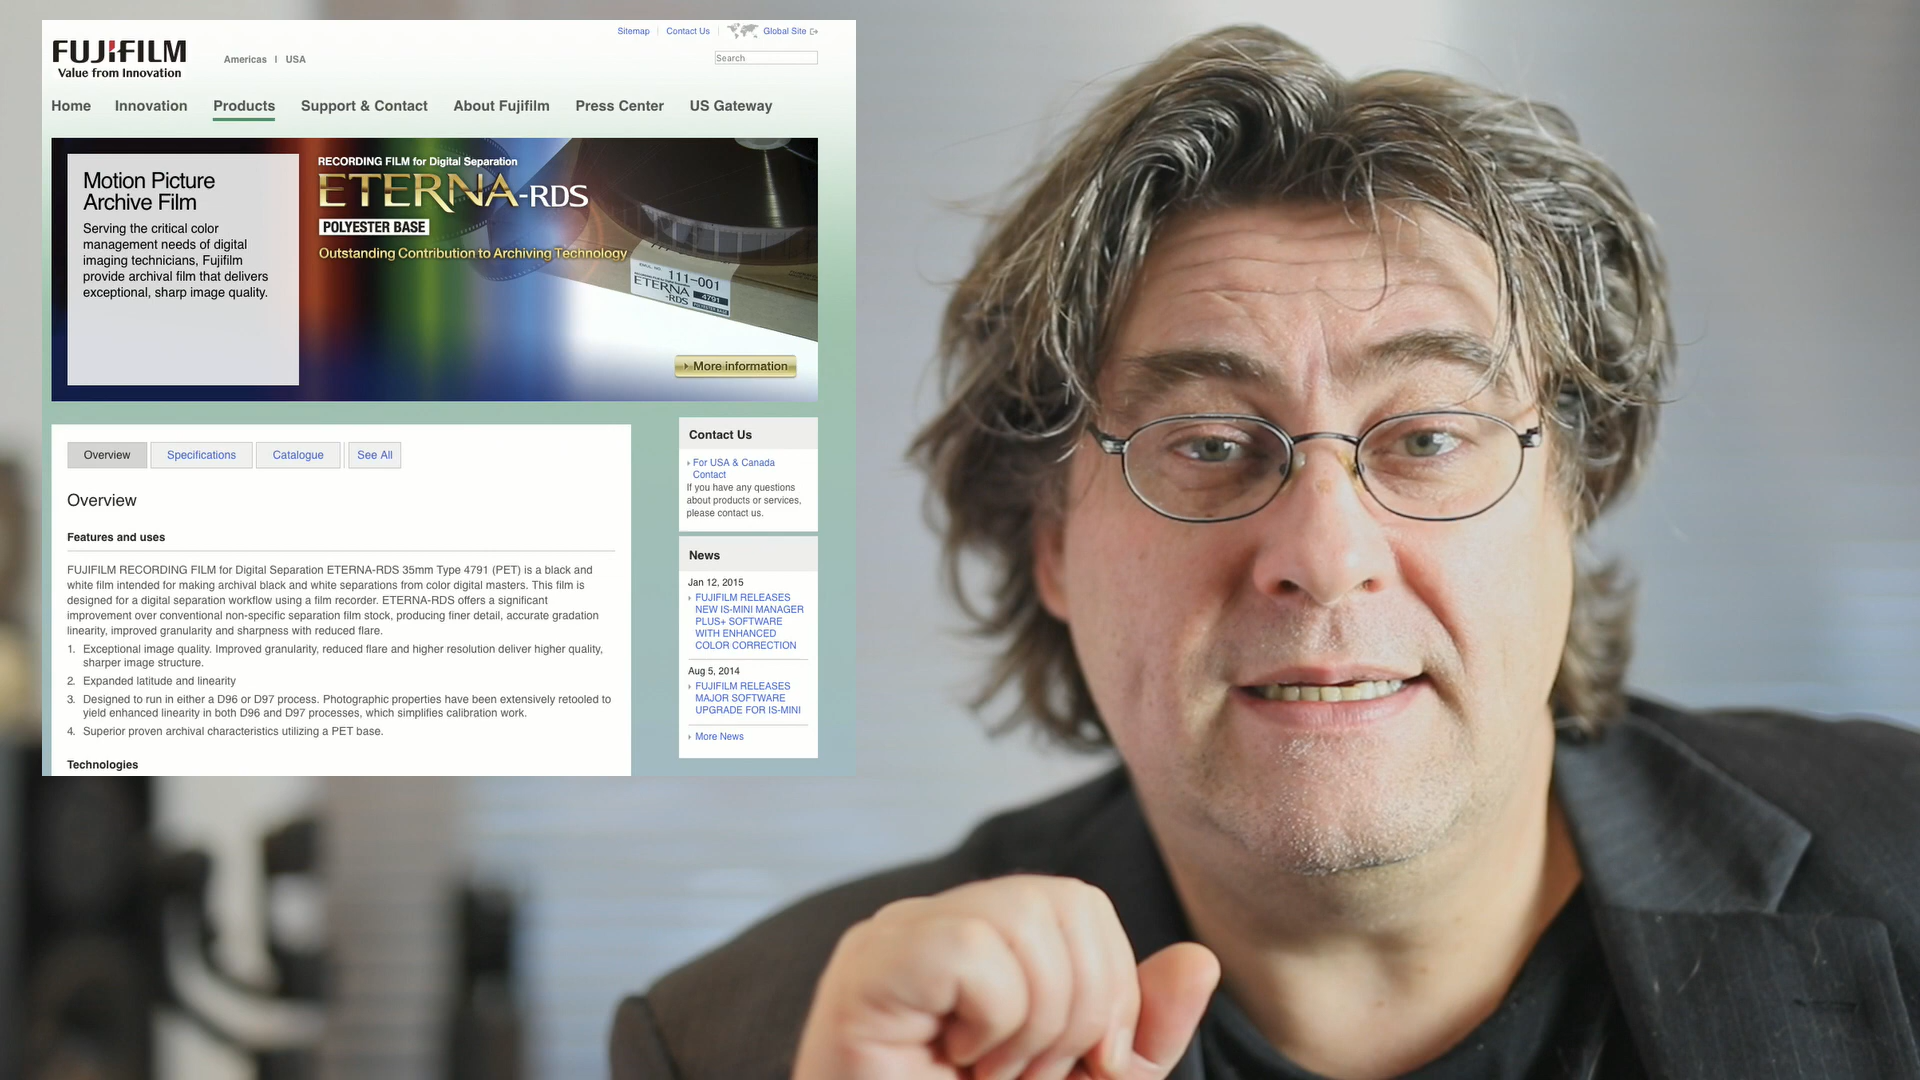 Sitemap | Contact Us | Global Site
FUJIFILM
Value from Innovation
Americas | USA
Search
Home Innovation Products Support & Contact About Fujifilm Press Center US Gateway
Motion Picture
Archive Film
Serving the critical color
management needs of digital
imaging technicians, Fujifilm
provide archival film that delivers
exceptional, sharp image quality.
RECORDING FILM for Digital Separation
ETERNA-RDS
POLYESTER BASE
Outstanding Contribution to Archiving Technology
111-001
ETERNA
-RDS 4791
POLYESTER BASE
More information
Overview Specifications Catalogue See All
Overview
Features and uses
FUJIFILM RECORDING FILM for Digital Separation ETERNA-RDS 35mm Type 4791 (PET) is a black and
white film intended for making archival black and white separations from color digital masters. This film is
designed for a digital separation workflow using a film recorder. ETERNA-RDS offers a significant
improvement over conventional non-specific separation film stock, producing finer detail, accurate gradation
linearity, improved granularity and sharpness with reduced flare.
1. Exceptional image quality. Improved granularity, reduced flare and higher resolution deliver higher quality,
sharper image structure.
2. Expanded latitude and linearity
3. Designed to run in either a D96 or D97 process. Photographic properties have been extensively retooled to
yield enhanced linearity in both D96 and D97 processes, which simplifies calibration work.
4. Superior proven archival characteristics utilizing a PET base.
Technologies
Contact Us
For USA & Canada
Contact
If you have any questions
about products or services,
please contact us.
News
Jan 12, 2015
FUJIFILM RELEASES
NEW IS-MINI MANAGER
PLUS+ SOFTWARE
WITH ENHANCED
COLOR CORRECTION
Aug 5, 2014
FUJIFILM RELEASES
MAJOR SOFTWARE
UPGRADE FOR IS-MINI
More News